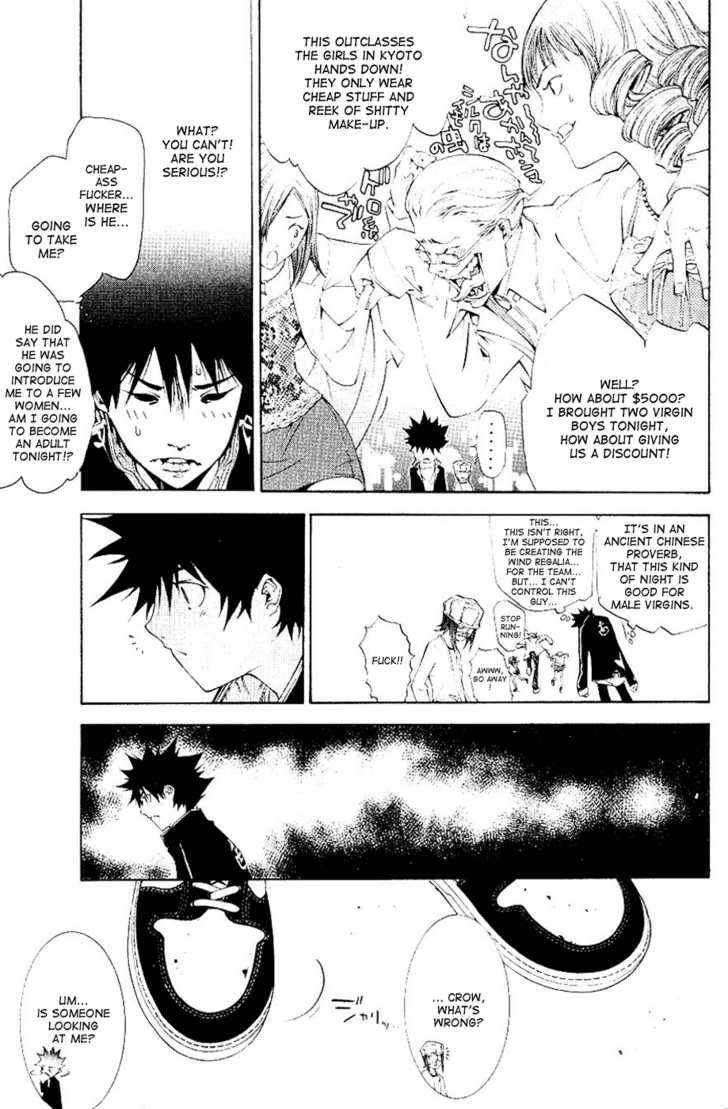 THIS OUTCLASSES
THE GIRLS IN KYOTO
HANDS DOWN!
THEY ONLY WEAR
CHEAP STUFF AND
REEK OF SHITTY
MAKE-UP.
WELL?
HOW ABOUT $5000?
I BROUGHT TWO VIRGIN
BOYS TONIGHT,
HOW ABOUT GIVING
US A DISCOUNT!
WHAT?
YOU CAN'T!
ARE YOU
SERIOUS!?
CHEAP-
ASS
FUCKER...
WHERE
IS HE...
GOING
TO TAKE
ME?
HE DID
SAY THAT
HE WAS
GOING TO
INTRODUCE
ME TO A FEW
WOMEN...
AM I GOING
TO BECOME
AN ADULT
TONIGHT!?
IT'S IN AN
ANCIENT CHINESE
PROVERB,
THAT THIS KIND
OF NIGHT IS
GOOD FOR
MALE VIRGINS.
THIS...
THIS ISN'T RIGHT,
I'M SUPPOSED TO
BE CREATING THE
WIND REGALIA...
FOR THE TEAM...
BUT... I CAN'T
CONTROL THIS
GUY...
STOP
RUN-
NING!
AWWW,
GO AWAY
!
FUCK!!
... CROW,
WHAT'S
WRONG?
UM...
IS SOMEONE
LOOKING
AT ME?